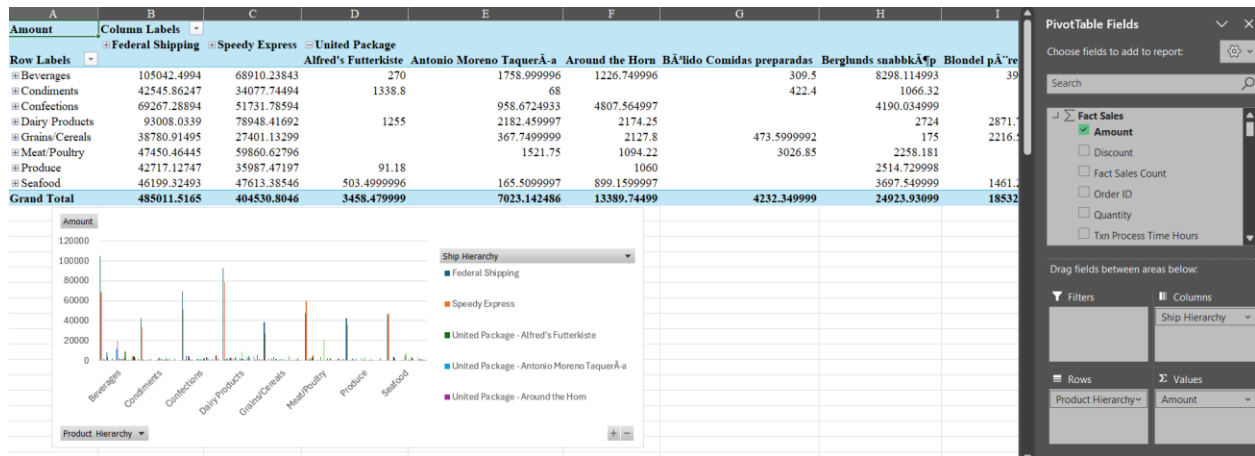 A B C D E F G H I
Amount Column Labels
Federal Shipping Speedy Express United Package
Row Labels Alfred's Futterkiste Antonio Moreno TaquerÃ-a Around the Horn BÃ³lido Comidas preparadas Berglunds snabbkÃ¶p Blondel pÃ¨re
Beverages 105042.4994 68910.23843 270 1758.999996 1226.749996 309.5 8298.114993 39
Condiments 42545.86247 34077.74494 1338.8 68 422.4 1066.32
Confections 69267.28894 51731.78594 958.6724933 4807.564997 4190.034999
Dairy Products 93008.0339 78948.41692 1255 2182.459997 2174.25 2724 2871.7
Grains/Cereals 38780.91495 27401.13299 367.7499999 2127.8 473.5999992 175 2216.5
Meat/Poultry 47450.46445 59860.62796 1521.75 1094.22 3026.85 2258.181
Produce 42717.12747 35987.47197 91.18 1060 2514.729998
Seafood 46199.32493 47613.38546 503.4999996 165.5099997 899.1599997 3697.549999 1461.2
Grand Total 485011.5165 404530.8046 3458.479999 7023.142486 13389.74499 4232.349999 24923.93099 18532
Amount
120000
100000
80000
60000
40000
20000
0
Beverages Condiments Confections Dairy Products Grains/Cereals Meat/Poultry Produce Seafood
Ship Hierarchy
Federal Shipping
Speedy Express
United Package - Alfred's Futterkiste
United Package - Antonio Moreno TaquerÃ-a
United Package - Around the Horn
Product Hierarchy
+ −
PivotTable Fields
Choose fields to add to report:
Search
Σ Fact Sales
Amount
Discount
Fact Sales Count
Order ID
Quantity
Txn Process Time Hours
Drag fields between areas below:
Filters Columns
Ship Hierarchy
Rows Σ Values
Product Hierarchy Amount